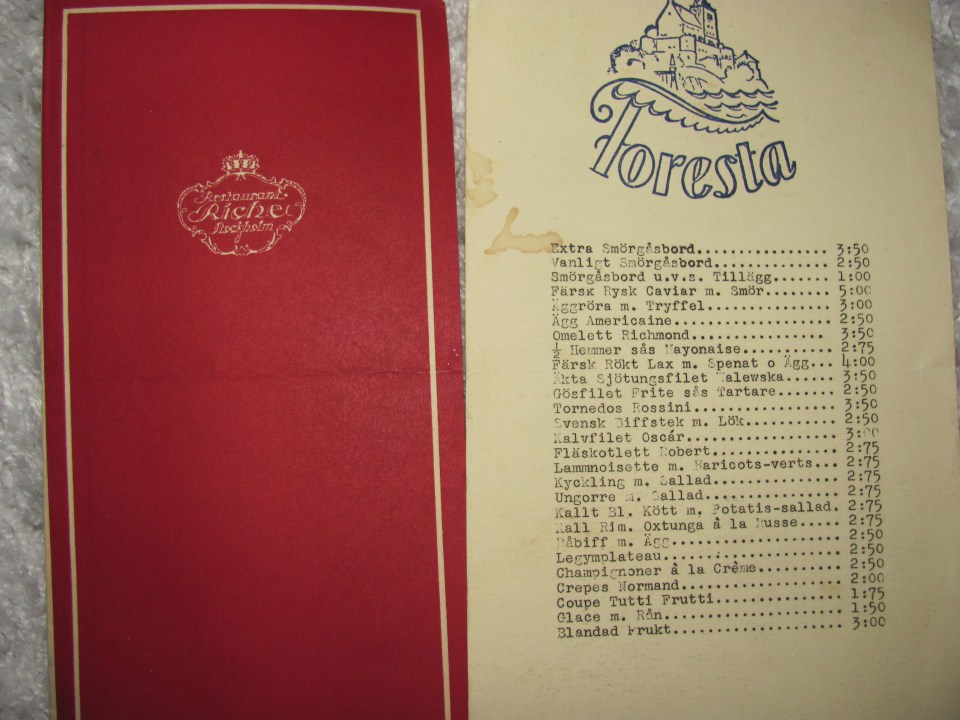 Restaurant
Riche
Stockholm
Foresta
Extra Smörgåsbord................ 3:50
Vanligt Smörgåsbord.............. 2:50
Smörgåsbord u.v.s. Tillägg....... 1:00
Färsk Rysk Caviar m. Smör........ 5:00
Äggröra m. Tryffel............... 3:00
Ägg Americaine................... 2:50
Omelett Richmond................ 3:50
½ Hummer sås Mayonaise........... 2:75
Färsk Rökt Lax m. Spenat o Ägg... 4:00
Äkta Sjötungsfilet Walewska...... 3:50
Gösfilet Frite sås Tartare....... 2:50
Tornedos Rossini................. 3:50
Svensk Biffstek m. Lök........... 2:50
Kalvfilet Oscár.................. 3:00
Fläskotlett Robert............... 2:75
Lammnoisette m. Haricots-verts... 2:75
Kyckling m. Sallad............... 2:75
Ungorre m. Sallad................ 2:75
Kallt Bl. Kött m. Potatis-sallad. 2:75
Kall Rim. Oxtunga à la Russe..... 2:75
Råbiff m. Ägg.................... 2:50
Legymplateau..................... 2:50
Champignoner à la Crème.......... 2:50
Crepes Normand................... 2:00
Coupe Tutti Frutti............... 1:75
Glace m. Rån..................... 1:50
Blandad Frukt.................... 3:00